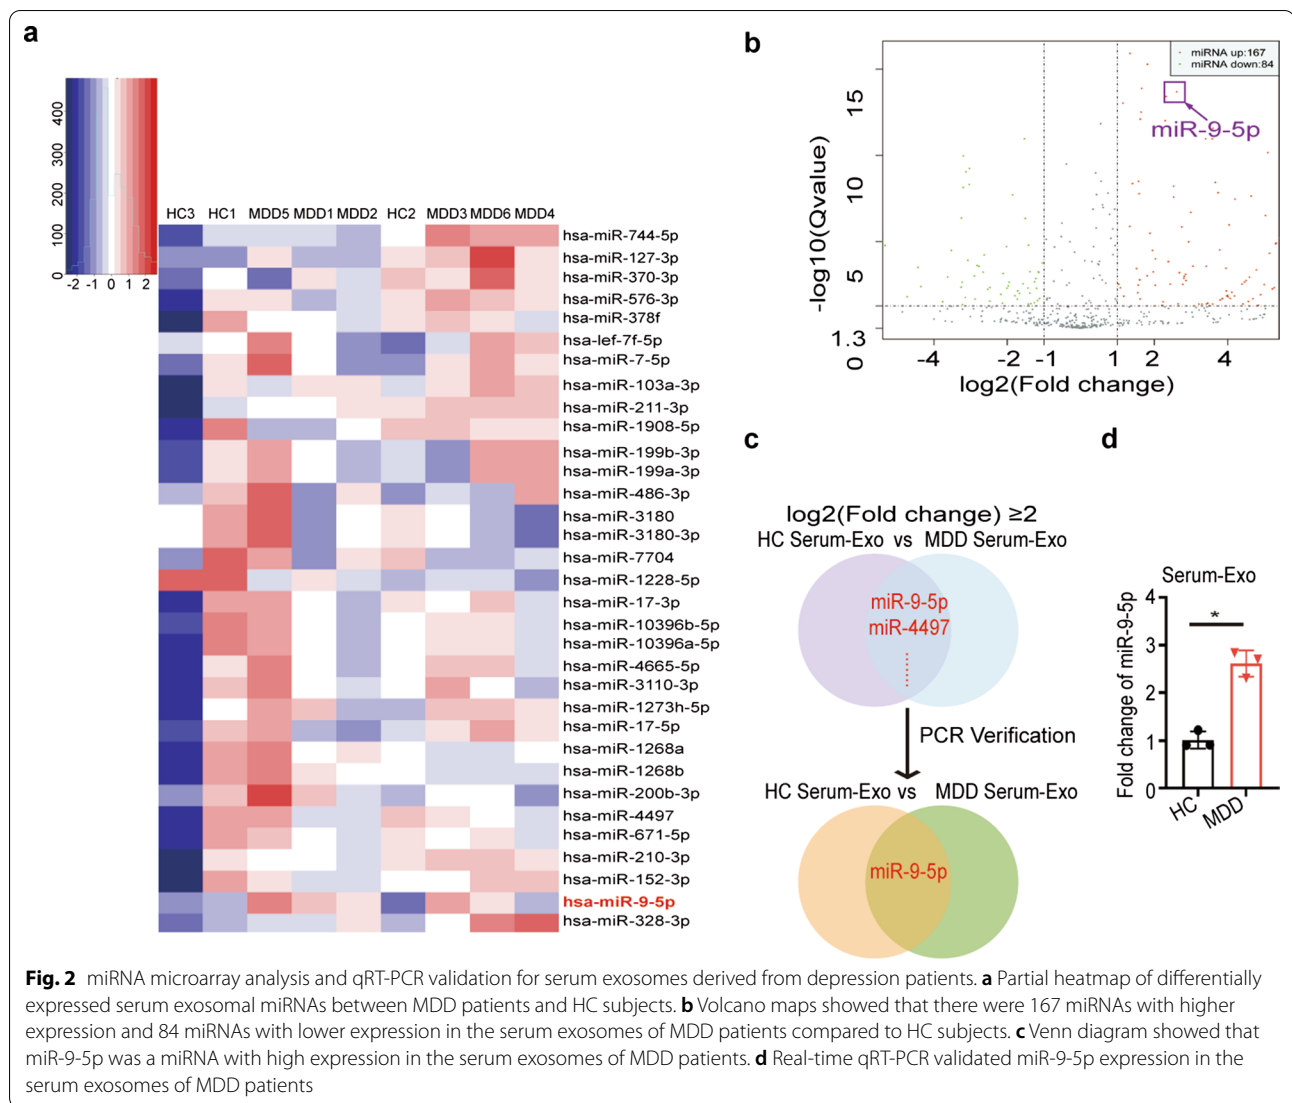 a
400
300
200
100
0
-2 -1 0 1 2
HC3 HC1 MDD5 MDD1 MDD2 HC2 MDD3 MDD6 MDD4
hsa-miR-744-5p
hsa-miR-127-3p
hsa-miR-370-3p
hsa-miR-576-3p
hsa-miR-378f
hsa-lef-7f-5p
hsa-miR-7-5p
hsa-miR-103a-3p
hsa-miR-211-3p
hsa-miR-1908-5p
hsa-miR-199b-3p
hsa-miR-199a-3p
hsa-miR-486-3p
hsa-miR-3180
hsa-miR-3180-3p
hsa-miR-7704
hsa-miR-1228-5p
hsa-miR-17-3p
hsa-miR-10396b-5p
hsa-miR-10396a-5p
hsa-miR-4665-5p
hsa-miR-3110-3p
hsa-miR-1273h-5p
hsa-miR-17-5p
hsa-miR-1268a
hsa-miR-1268b
hsa-miR-200b-3p
hsa-miR-4497
hsa-miR-671-5p
hsa-miR-210-3p
hsa-miR-152-3p
hsa-miR-9-5p
hsa-miR-328-3p
b
miRNA up:167
miRNA down:84
miR-9-5p
-log10(Qvalue)
15
10
5
1.3
0
-4 -2 -1 1 2 4
log2(Fold change)
c
log2(Fold change) ≥2
HC Serum-Exo vs MDD Serum-Exo
miR-9-5p
miR-4497
PCR Verification
HC Serum-Exo vs MDD Serum-Exo
miR-9-5p
d
Serum-Exo
Fold change of miR-9-5p
4
3
2
1
0
*
HC
MDD
Fig. 2 miRNA microarray analysis and qRT-PCR validation for serum exosomes derived from depression patients. a Partial heatmap of differentially
expressed serum exosomal miRNAs between MDD patients and HC subjects. b Volcano maps showed that there were 167 miRNAs with higher
expression and 84 miRNAs with lower expression in the serum exosomes of MDD patients compared to HC subjects. c Venn diagram showed that
miR-9-5p was a miRNA with high expression in the serum exosomes of MDD patients. d Real-time qRT-PCR validated miR-9-5p expression in the
serum exosomes of MDD patients